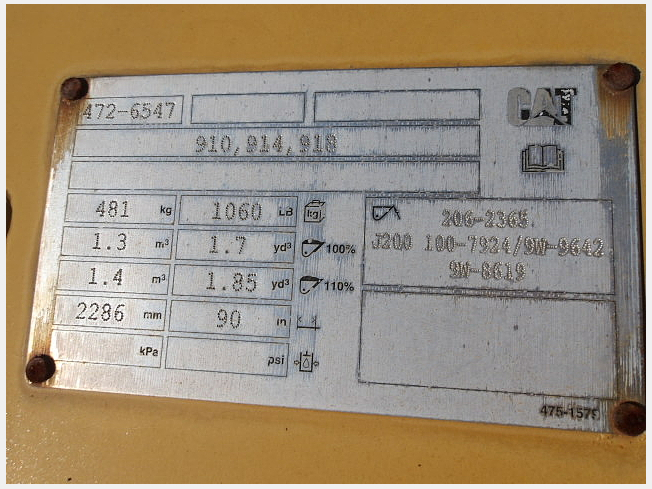 472-6547
CAT
910, 914, 918
481 kg 1060 LB kg
1.3 m³ 1.7 yd³ 100%
1.4 m³ 1.85 yd³ 110%
2286 mm 90 in
kPa psi
206-2365
J200 100-7924/9W-9642
9W-8619
475-1579